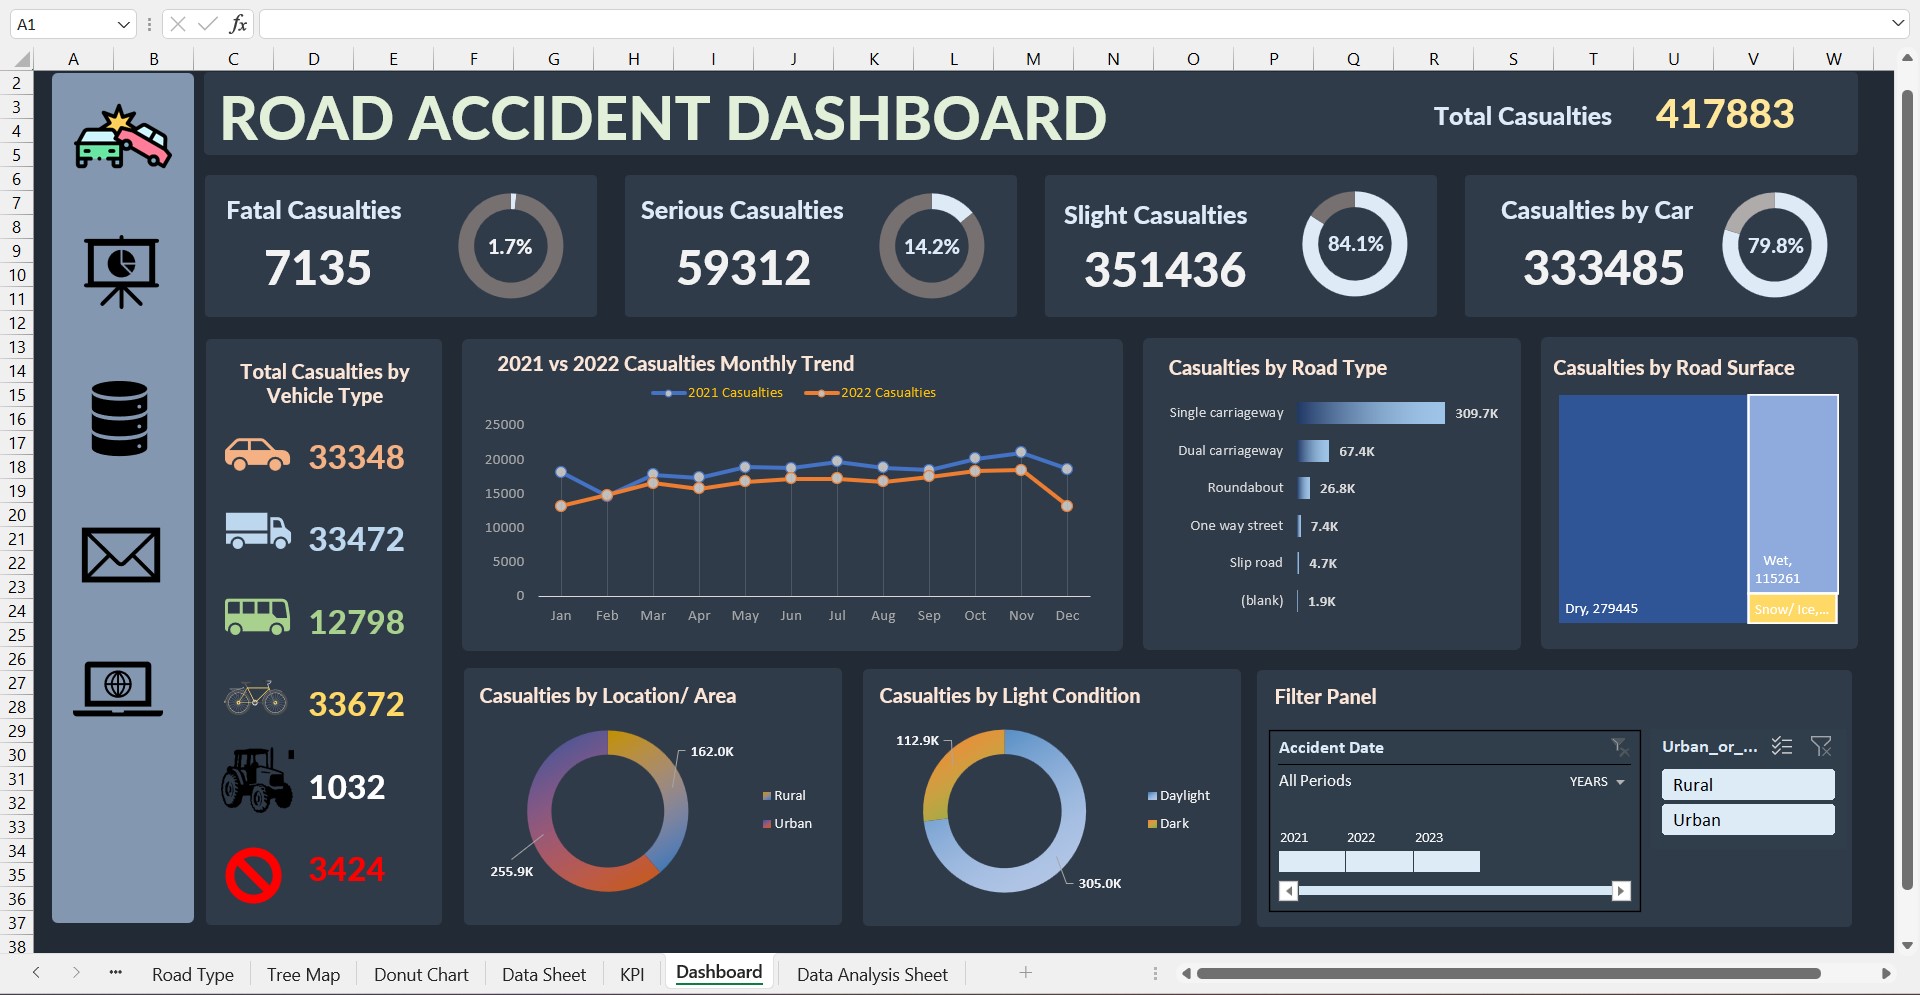 A1
fx
A B C D E F G H I J K L M N O P Q R S T U V W
2
3
4
5
6
7
8
9
10
11
12
13
14
15
16
17
18
19
20
21
22
23
24
25
26
27
28
29
30
31
32
33
34
35
36
37
38
ROAD ACCIDENT DASHBOARD
Total Casualties 417883
Fatal Casualties
7135
1.7%
Serious Casualties
59312
14.2%
Slight Casualties
351436
84.1%
Casualties by Car
333485
79.8%
Total Casualties by
Vehicle Type
33348
33472
12798
33672
1032
3424
2021 vs 2022 Casualties Monthly Trend
2021 Casualties 2022 Casualties
25000
20000
15000
10000
5000
0
Jan Feb Mar Apr May Jun Jul Aug Sep Oct Nov Dec
Casualties by Road Type
Single carriageway 309.7K
Dual carriageway 67.4K
Roundabout 26.8K
One way street 7.4K
Slip road 4.7K
(blank) 1.9K
Casualties by Road Surface
Wet,
115261
Dry, 279445
Snow/ Ice,...
Casualties by Location/ Area
162.0K
Rural
Urban
255.9K
Casualties by Light Condition
112.9K
Daylight
Dark
305.0K
Filter Panel
Accident Date
All Periods YEARS
2021 2022 2023
Urban_or_...
Rural
Urban
Road Type Tree Map Donut Chart Data Sheet KPI Dashboard Data Analysis Sheet